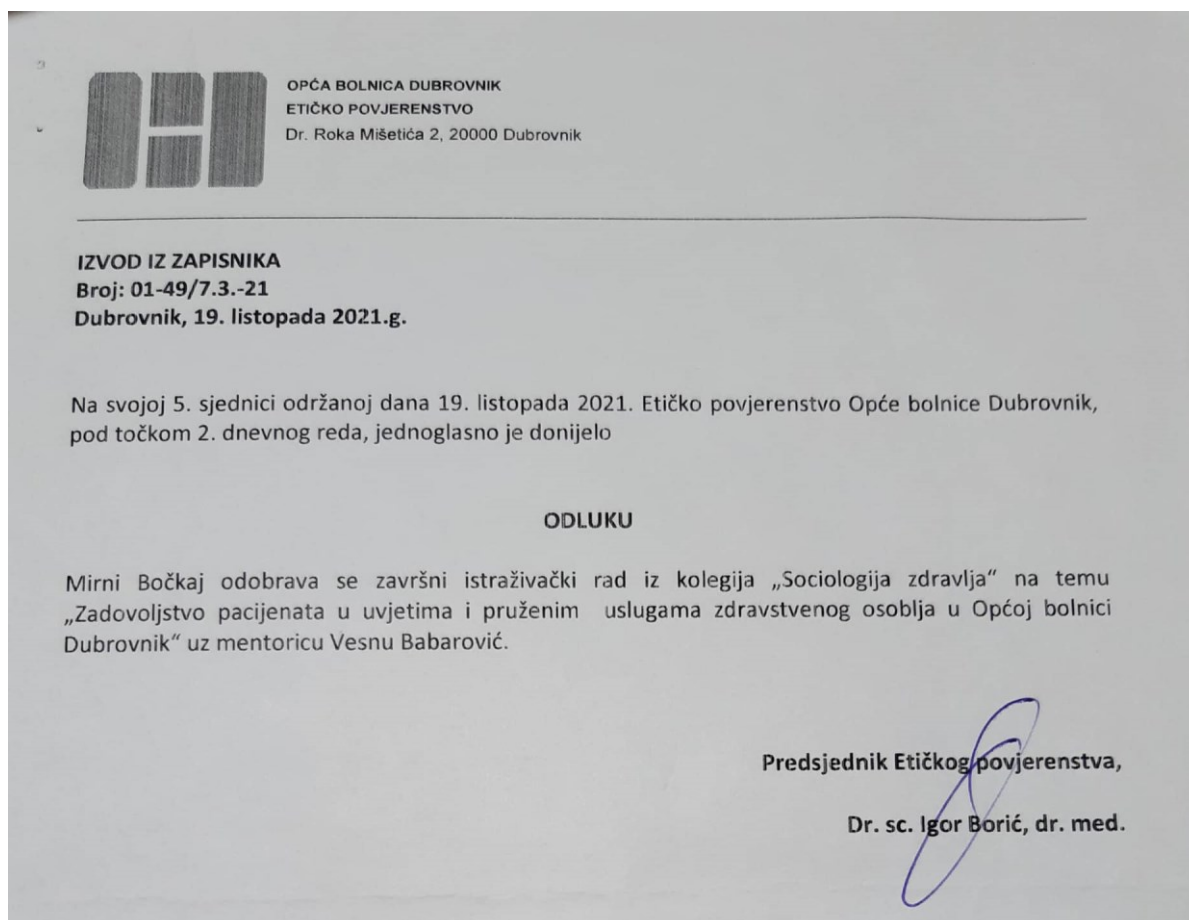 OPĆA BOLNICA DUBROVNIK
ETIČKO POVJERENSTVO
Dr. Roka Mišetića 2, 20000 Dubrovnik
IZVOD IZ ZAPISNIKA
Broj: 01-49/7.3.-21
Dubrovnik, 19. listopada 2021.g.
Na svojoj 5. sjednici održanoj dana 19. listopada 2021. Etičko povjerenstvo Opće bolnice Dubrovnik,
pod točkom 2. dnevnog reda, jednoglasno je donijelo
ODLUKU
Mirni Bočkaj odobrava se završni istraživački rad iz kolegija „Sociologija zdravlja“ na temu
„Zadovoljstvo pacijenata u uvjetima i pruženim uslugama zdravstvenog osoblja u Općoj bolnici
Dubrovnik“ uz mentoricu Vesnu Babarović.
Predsjednik Etičkog povjerenstva,
Dr. sc. Igor Borić, dr. med.